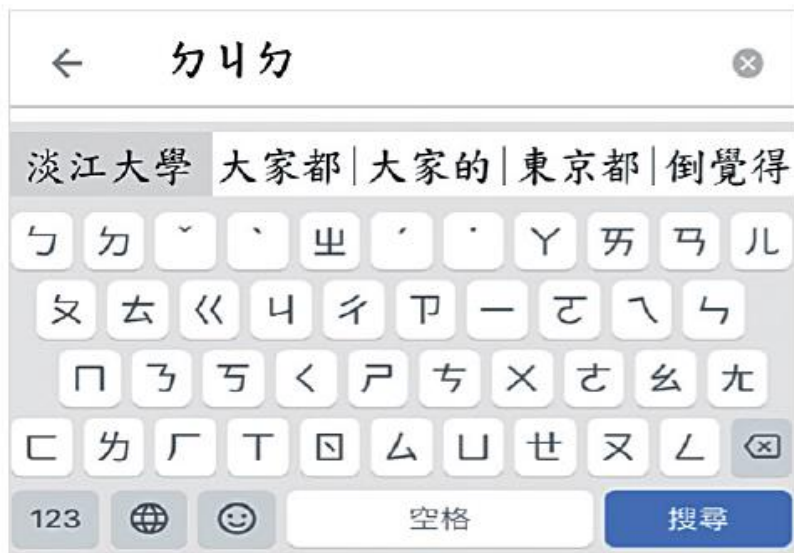 ← ㄉㄐㄉ
淡江大學 大家都|大家的|東京都|倒覺得
ㄅ ㄉ ˇ ˋ ㄓ ˊ ˙ ㄚ ㄞ ㄢ ㄦ
ㄆ ㄊ ㄍ ㄐ ㄔ ㄗ ㄧ ㄛ ㄟ ㄣ
ㄇ ㄋ ㄎ ㄑ ㄕ ㄘ ㄨ ㄜ ㄠ ㄤ
ㄈ ㄌ ㄏ ㄒ ㄖ ㄙ ㄩ ㄝ ㄡ ㄥ
123 空格 搜尋